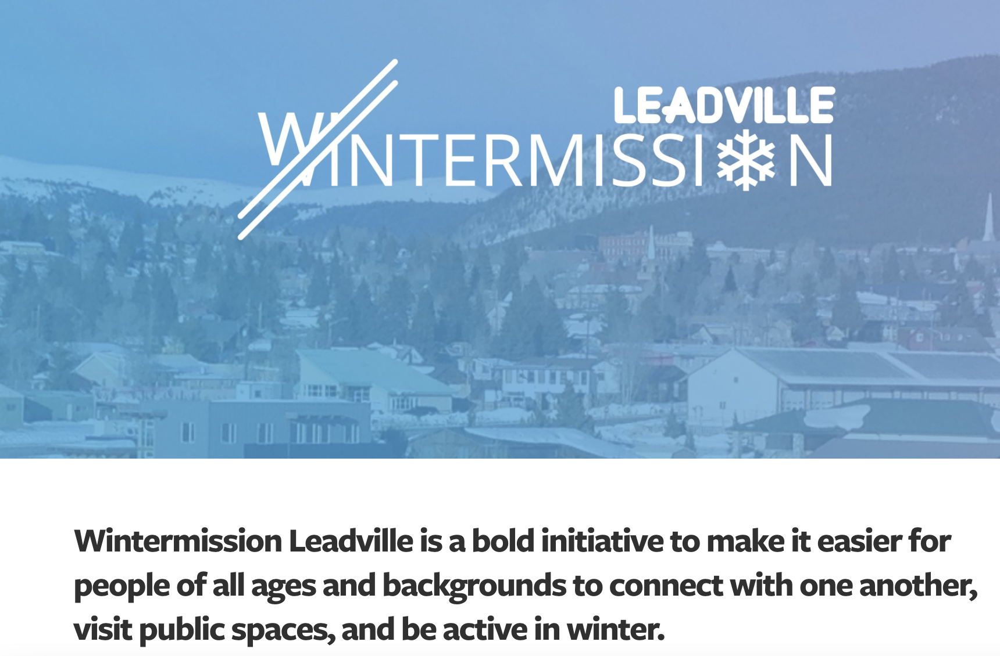 LEADVILLE
WINTERMISSION
Wintermission Leadville is a bold initiative to make it easier for
people of all ages and backgrounds to connect with one another,
visit public spaces, and be active in winter.